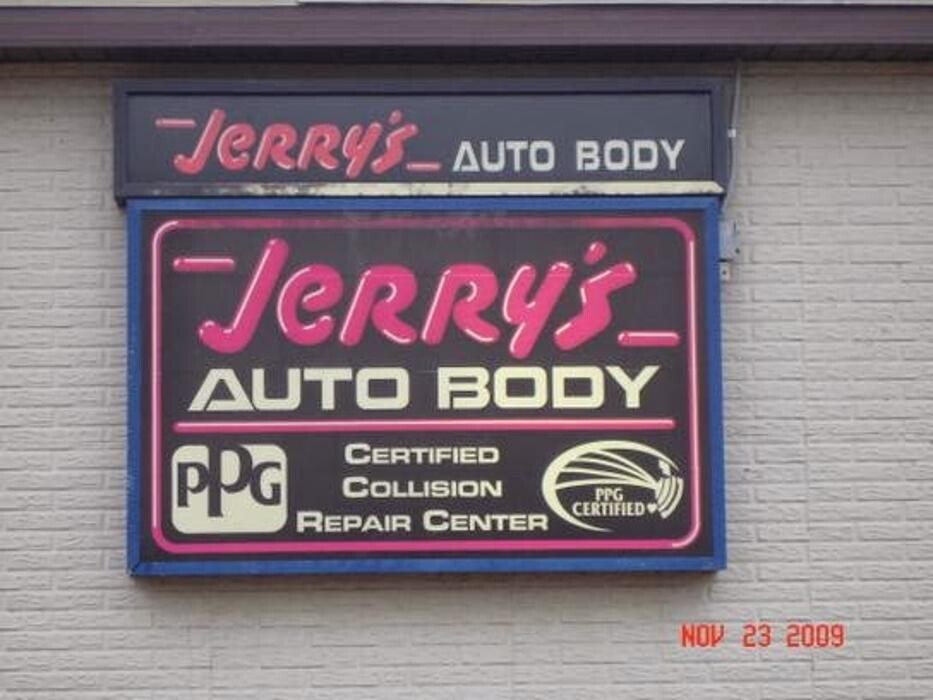 Jerry's AUTO BODY
Jerry's
AUTO BODY
PPG
CERTIFIED
COLLISION
REPAIR CENTER
PPG
CERTIFIED
NOV 23 2009